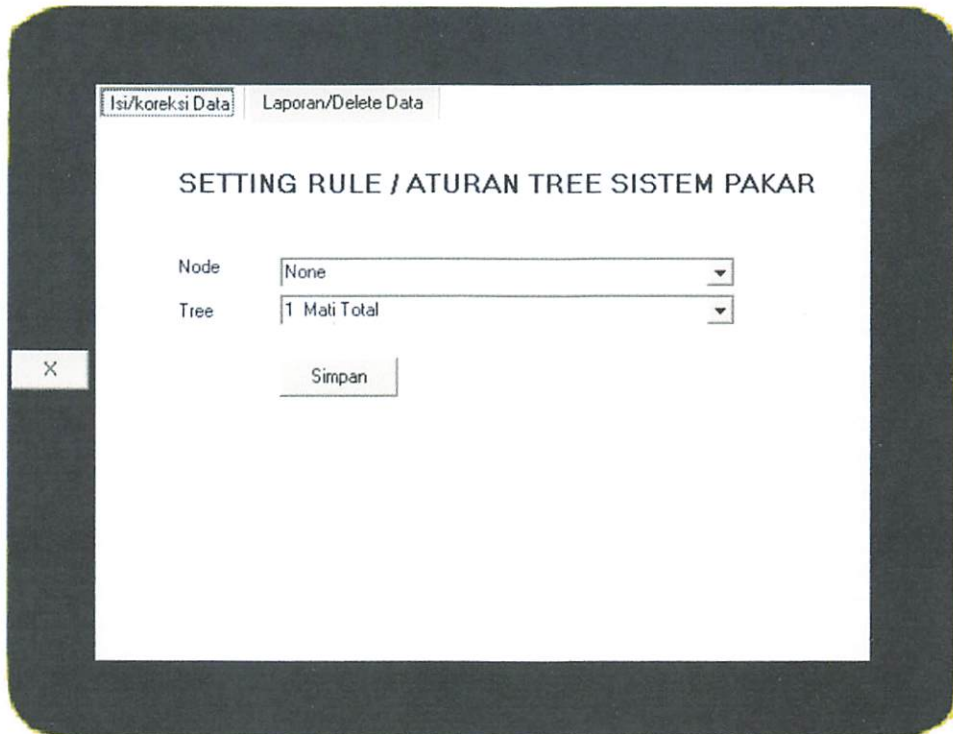 Isi/koreksi Data
Laporan/Delete Data
SETTING RULE / ATURAN TREE SISTEM PAKAR
Node
None
Tree
1 Mati Total
X
Simpan